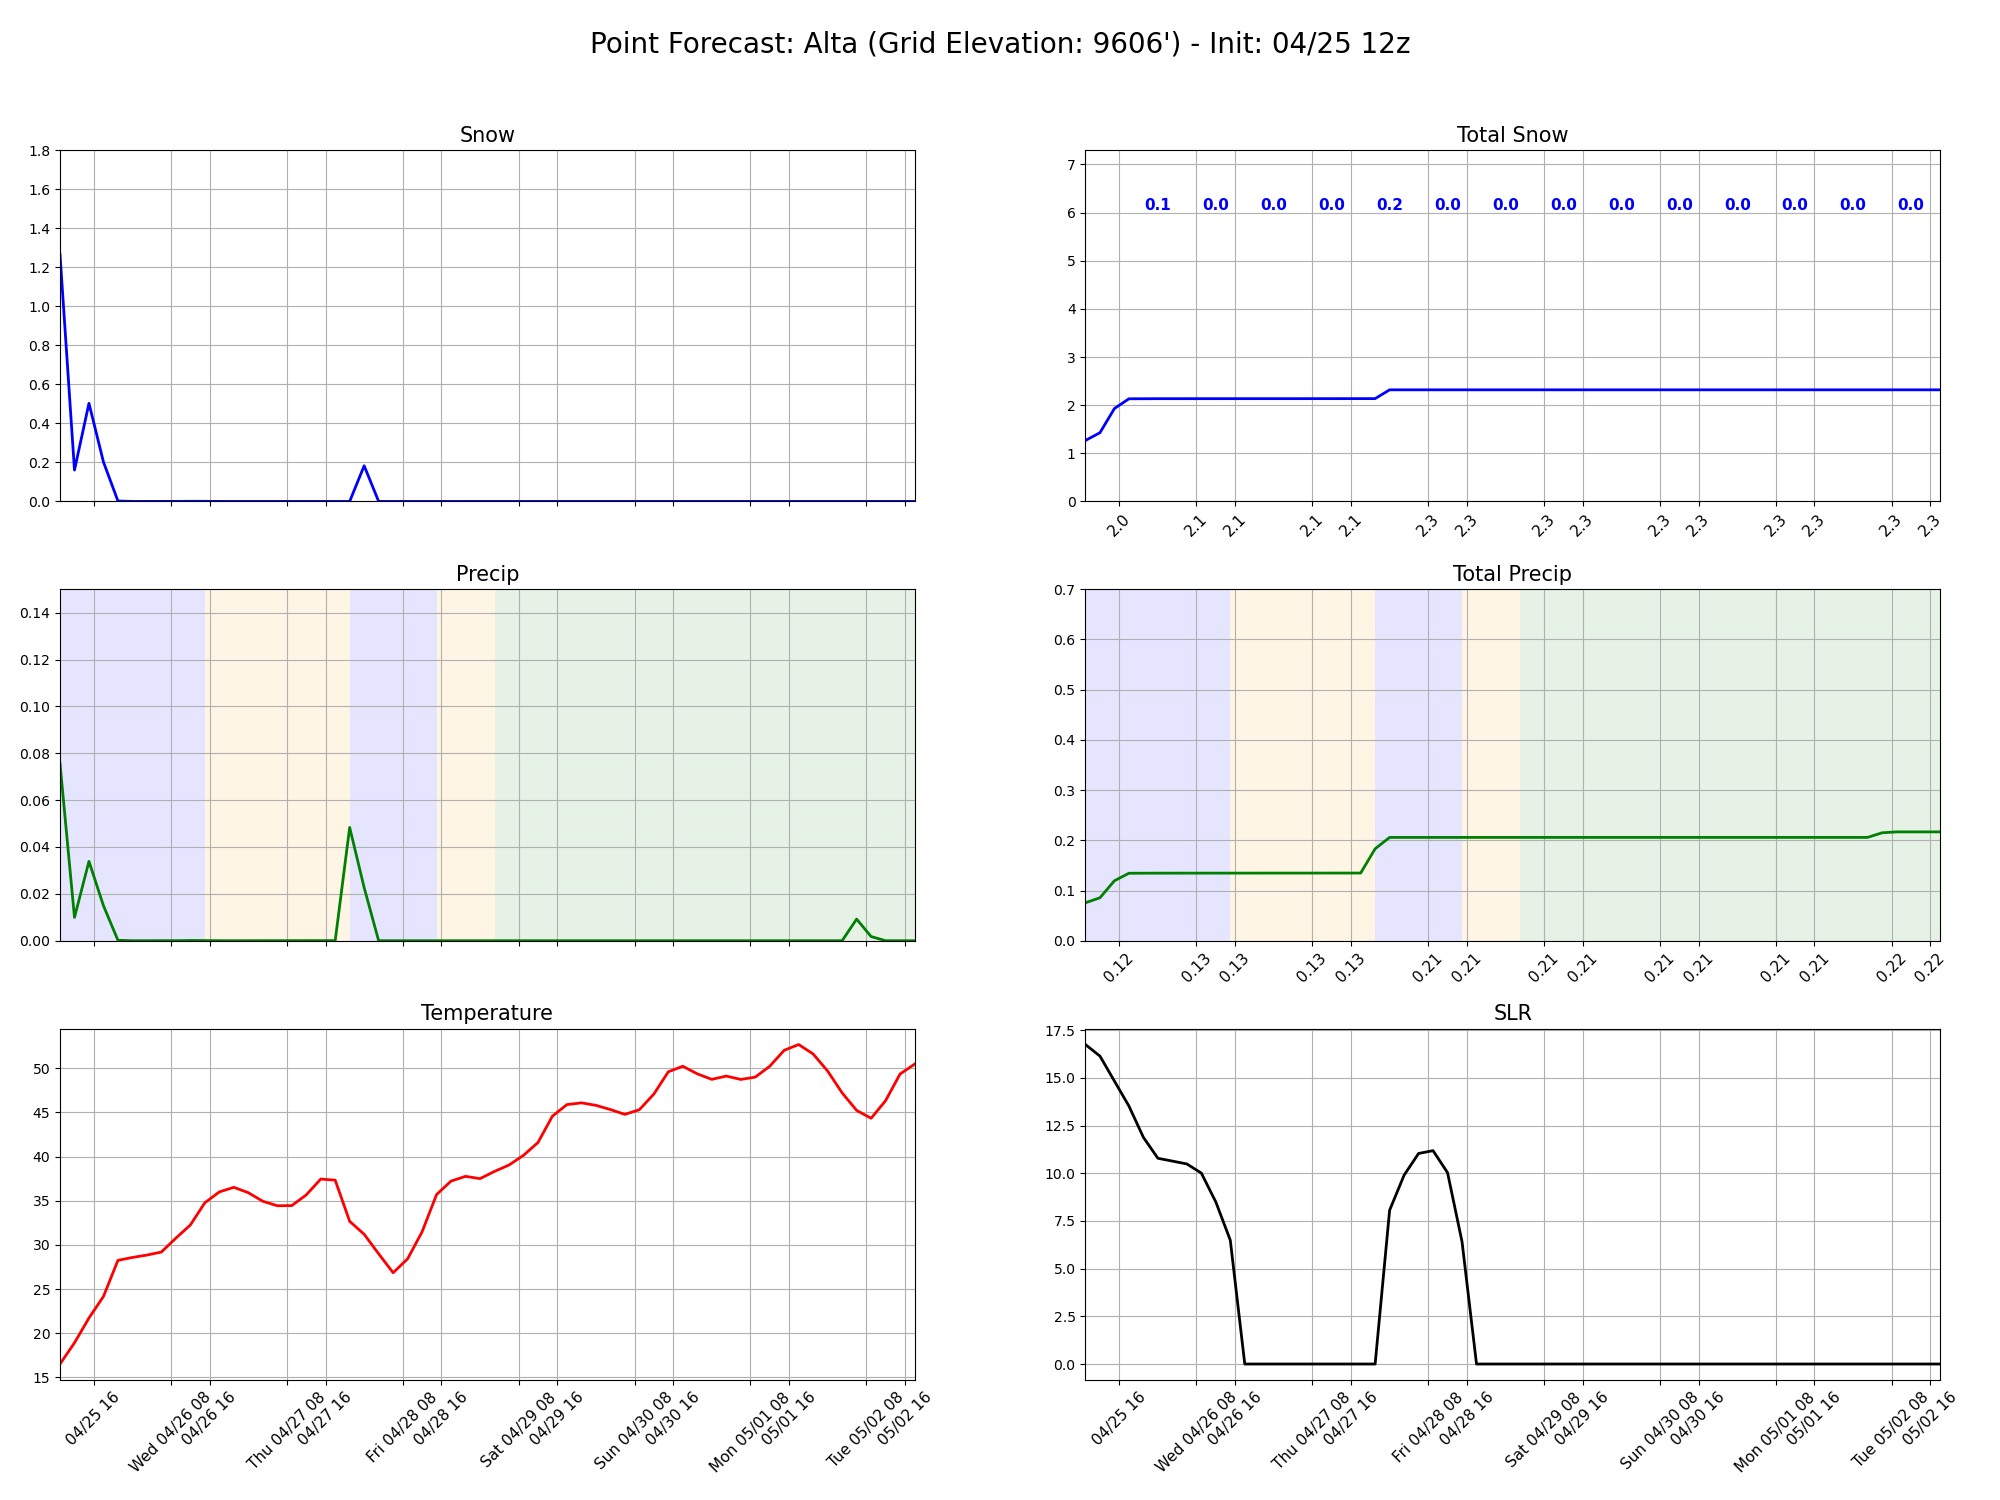 Point Forecast: Alta (Grid Elevation: 9606') - Init: 04/25 12z
Snow
1.8
1.6
1.4
1.2
1.0
0.8
0.6
0.4
0.2
0.0
Total Snow
7
6
5
4
3
2
1
0
0.1 0.0 0.0 0.0 0.2 0.0 0.0 0.0 0.0 0.0 0.0 0.0 0.0 0.0
2.0 2.1 2.1 2.1 2.1 2.3 2.3 2.3 2.3 2.3 2.3 2.3 2.3 2.3 2.3
Precip
0.14
0.12
0.10
0.08
0.06
0.04
0.02
0.00
Total Precip
0.7
0.6
0.5
0.4
0.3
0.2
0.1
0.0
0.12 0.13 0.13 0.13 0.13 0.21 0.21 0.21 0.21 0.21 0.21 0.21 0.21 0.22 0.22
Temperature
50
45
40
35
30
25
20
15
04/25 16
Wed 04/26 08
04/26 16
Thu 04/27 08
04/27 16
Fri 04/28 08
04/28 16
Sat 04/29 08
04/29 16
Sun 04/30 08
04/30 16
Mon 05/01 08
05/01 16
Tue 05/02 08
05/02 16
SLR
17.5
15.0
12.5
10.0
7.5
5.0
2.5
0.0
04/25 16
Wed 04/26 08
04/26 16
Thu 04/27 08
04/27 16
Fri 04/28 08
04/28 16
Sat 04/29 08
04/29 16
Sun 04/30 08
04/30 16
Mon 05/01 08
05/01 16
Tue 05/02 08
05/02 16